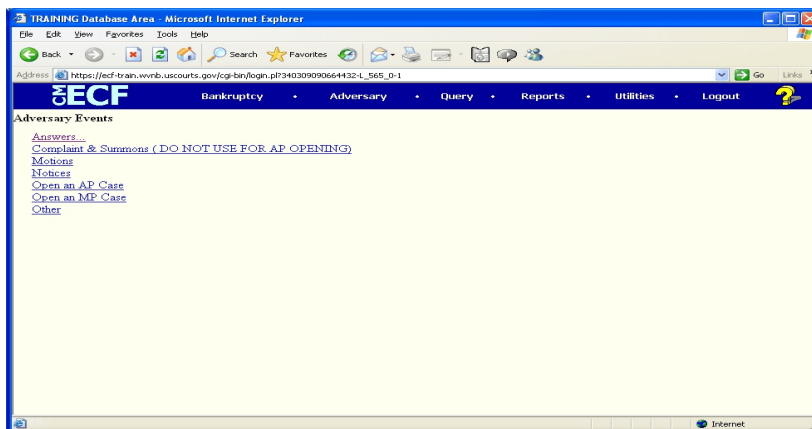 TRAINING Database Area - Microsoft Internet Explorer
File Edit View Favorites Tools Help
Back Search Favorites
Address https://ecf-train.wvnb.uscourts.gov/cgi-bin/login.pl?340309090664432-L_565_0-1 Go Links
CM ECF Bankruptcy • Adversary • Query • Reports • Utilities • Logout ?
Adversary Events
Answers...
Complaint & Summons ( DO NOT USE FOR AP OPENING)
Motions
Notices
Open an AP Case
Open an MP Case
Other
Internet